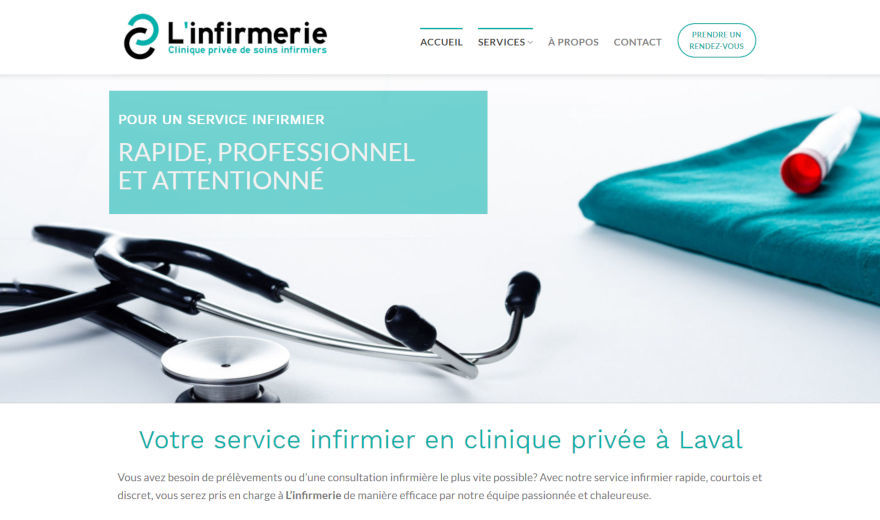 L'infirmerie
Clinique privée de soins infirmiers
ACCUEIL SERVICES À PROPOS CONTACT PRENDRE UN
RENDEZ-VOUS
POUR UN SERVICE INFIRMIER
RAPIDE, PROFESSIONNEL
ET ATTENTIONNÉ
Votre service infirmier en clinique privée à Laval
Vous avez besoin de prélèvements ou d'une consultation infirmière le plus vite possible? Avec notre service infirmier rapide, courtois et
discret, vous serez pris en charge à L'infirmerie de manière efficace par notre équipe passionnée et chaleureuse.